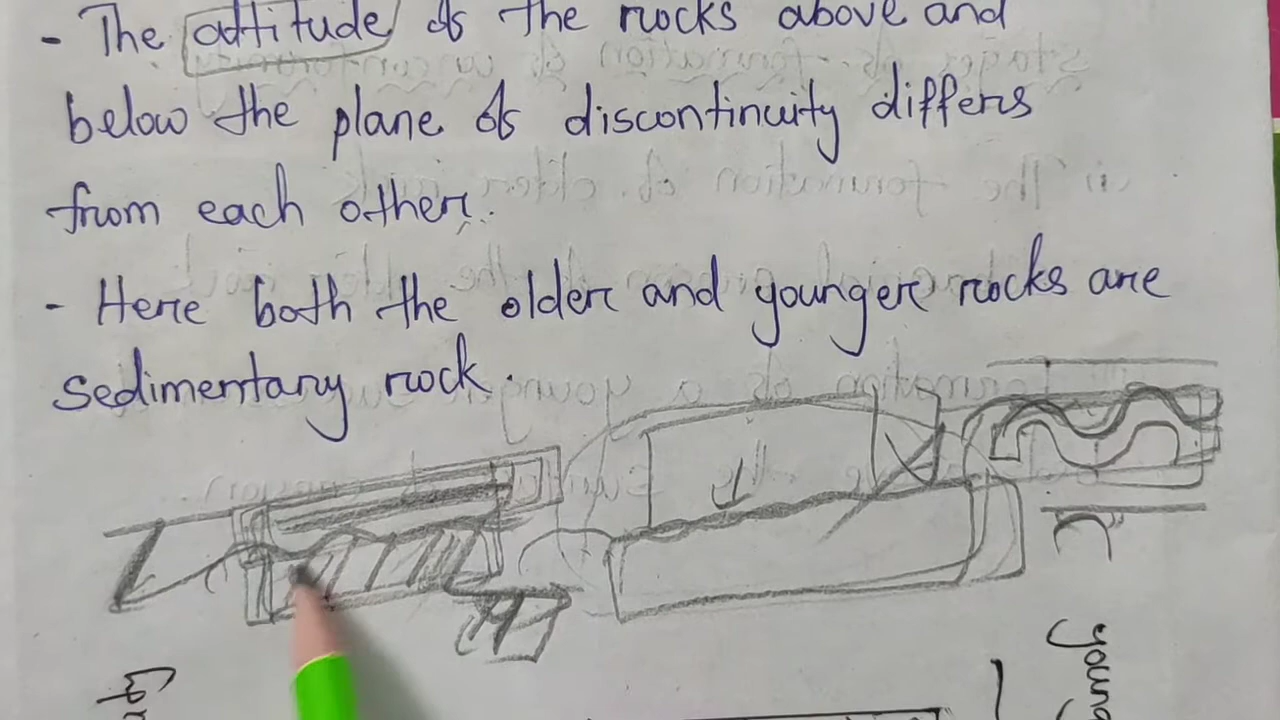 - The attitude of the rocks above and
below the plane of discontinuity differs
from each other.
- Here both the older and younger rocks are
sedimentary rock.
young